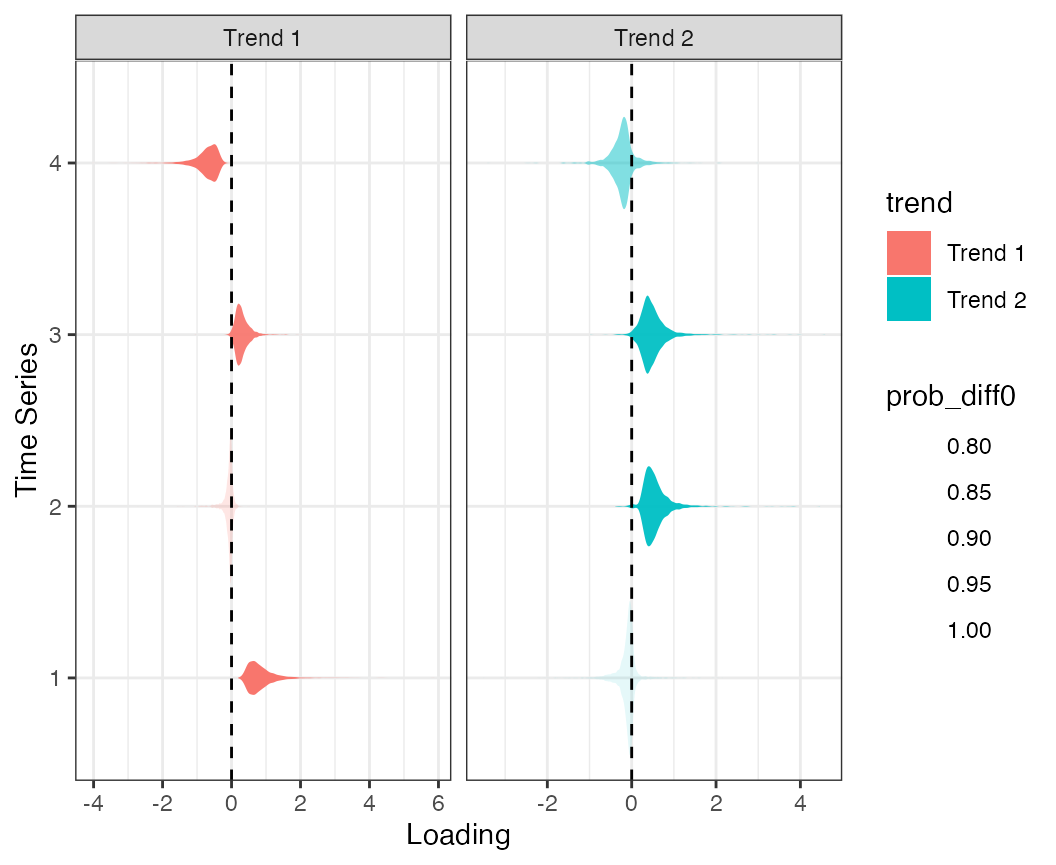 Trend 1
Trend 2
4
3
2
1
Time Series
-4 -2 0 2 4 6
-2 0 2 4
Loading
trend
Trend 1
Trend 2
prob_diff0
0.80
0.85
0.90
0.95
1.00